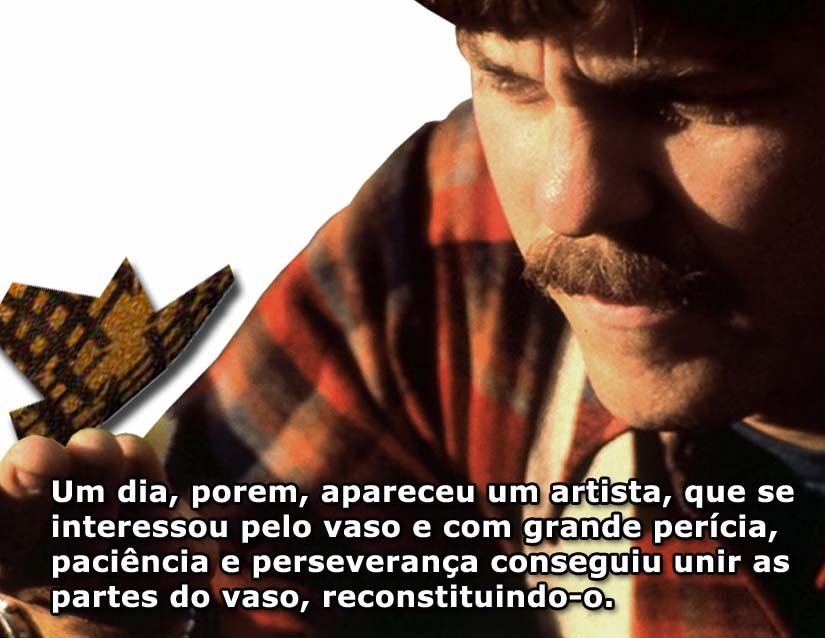 Um dia, porem, apareceu um artista, que se
interessou pelo vaso e com grande perícia,
paciência e perseverança conseguiu unir as
partes do vaso, reconstituindo-o.